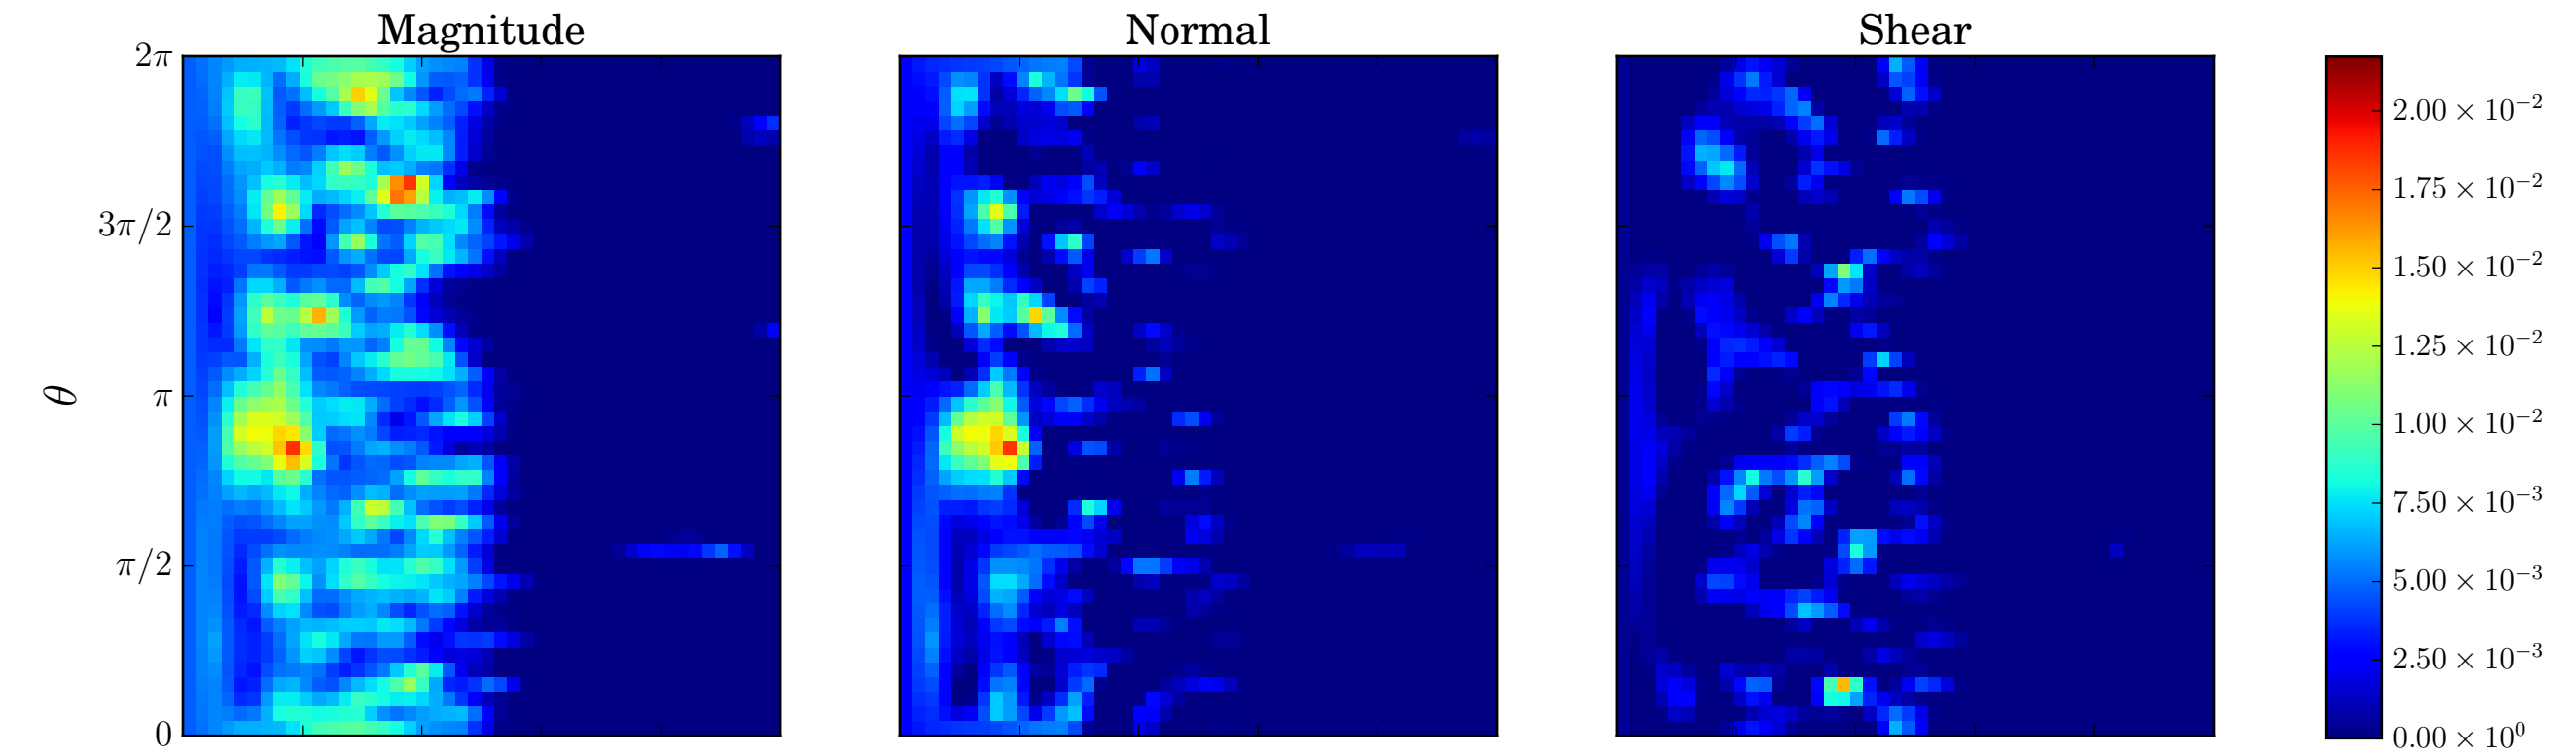 Magnitude
Normal
Shear
θ
2π
3π/2
π
π/2
0
2.00 × 10⁻²
1.75 × 10⁻²
1.50 × 10⁻²
1.25 × 10⁻²
1.00 × 10⁻²
7.50 × 10⁻³
5.00 × 10⁻³
2.50 × 10⁻³
0.00 × 10⁰